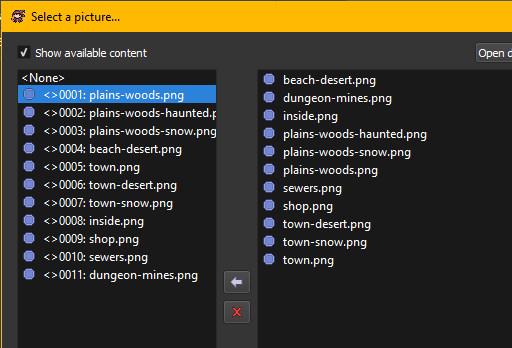 Select a picture...
Show available content
Open
<None>
<>0001: plains-woods.png
<>0002: plains-woods-haunted.p
<>0003: plains-woods-snow.png
<>0004: beach-desert.png
<>0005: town.png
<>0006: town-desert.png
<>0007: town-snow.png
<>0008: inside.png
<>0009: shop.png
<>0010: sewers.png
<>0011: dungeon-mines.png
beach-desert.png
dungeon-mines.png
inside.png
plains-woods-haunted.png
plains-woods-snow.png
plains-woods.png
sewers.png
shop.png
town-desert.png
town-snow.png
town.png